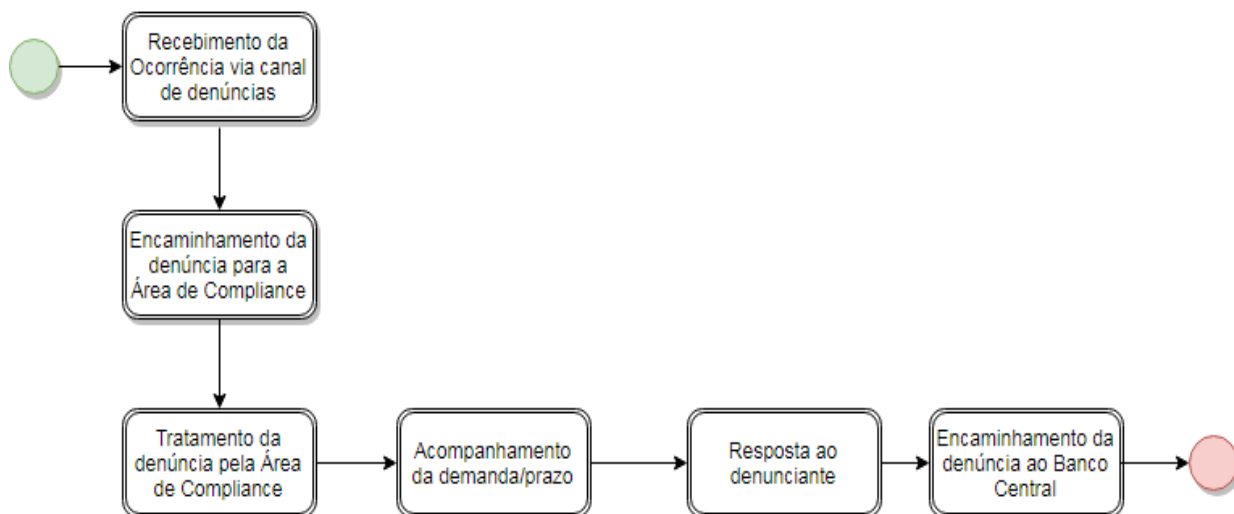 Recebimento da
Ocorrência via canal
de denúncias
Encaminhamento da
denúncia para a
Área de Compliance
Tratamento da
denúncia pela Área
de Compliance
Acompanhamento
da demanda/prazo
Resposta ao
denunciante
Encaminhamento da
denúncia ao Banco
Central